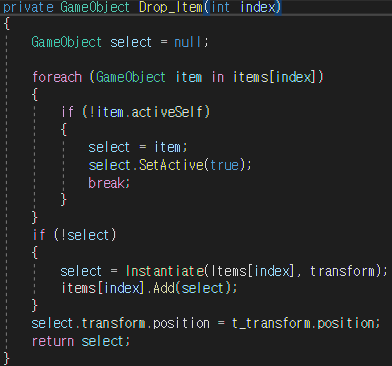 private GameObject Drop_Item(int index)
{
    GameObject select = null;

    foreach (GameObject item in items[index])
    {
        if (!item.activeSelf)
        {
            select = item;
            select.SetActive(true);
            break;
        }
    }
    if (!select)
    {
        select = Instantiate(Items[index], transform);
        items[index].Add(select);
    }
    select.transform.position = t_transform.position;
    return select;
}